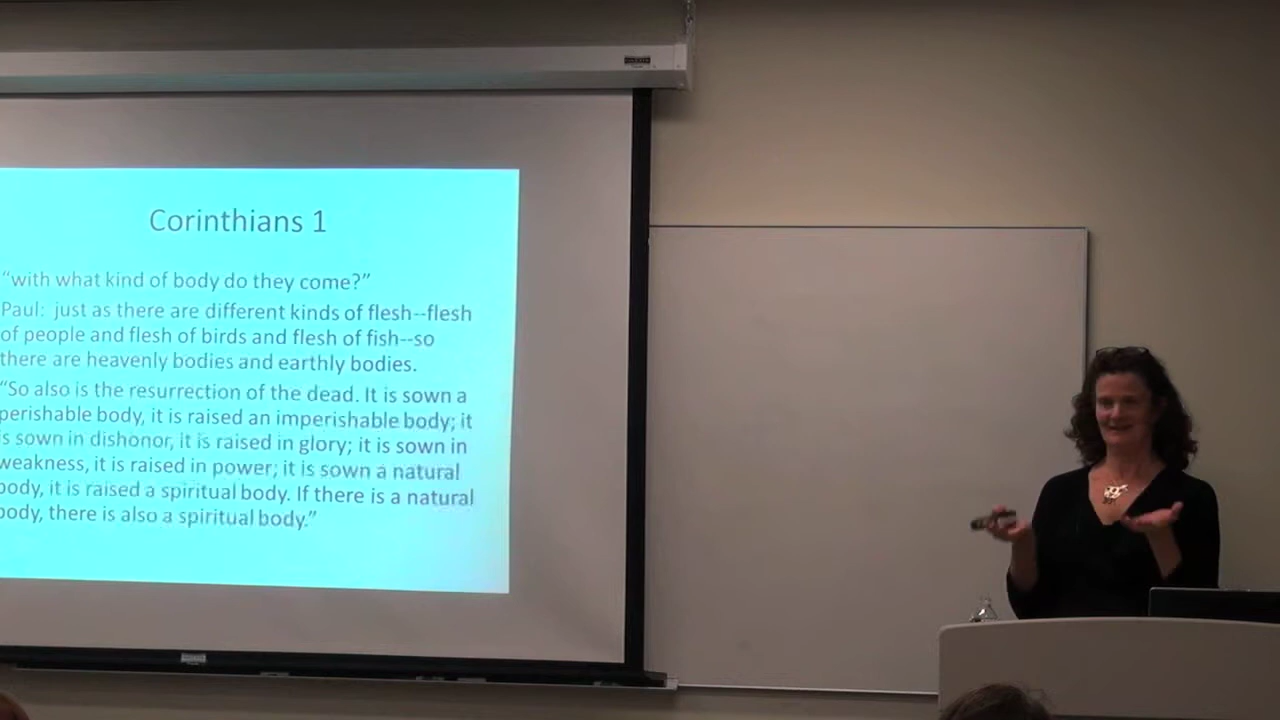 Corinthians 1
“with what kind of body do they come?”
Paul: just as there are different kinds of flesh--flesh
of people and flesh of birds and flesh of fish--so
there are heavenly bodies and earthly bodies.
“So also is the resurrection of the dead. It is sown a
perishable body, it is raised an imperishable body; it
is sown in dishonor, it is raised in glory; it is sown in
weakness, it is raised in power; it is sown a natural
body, it is raised a spiritual body. If there is a natural
body, there is also a spiritual body.”